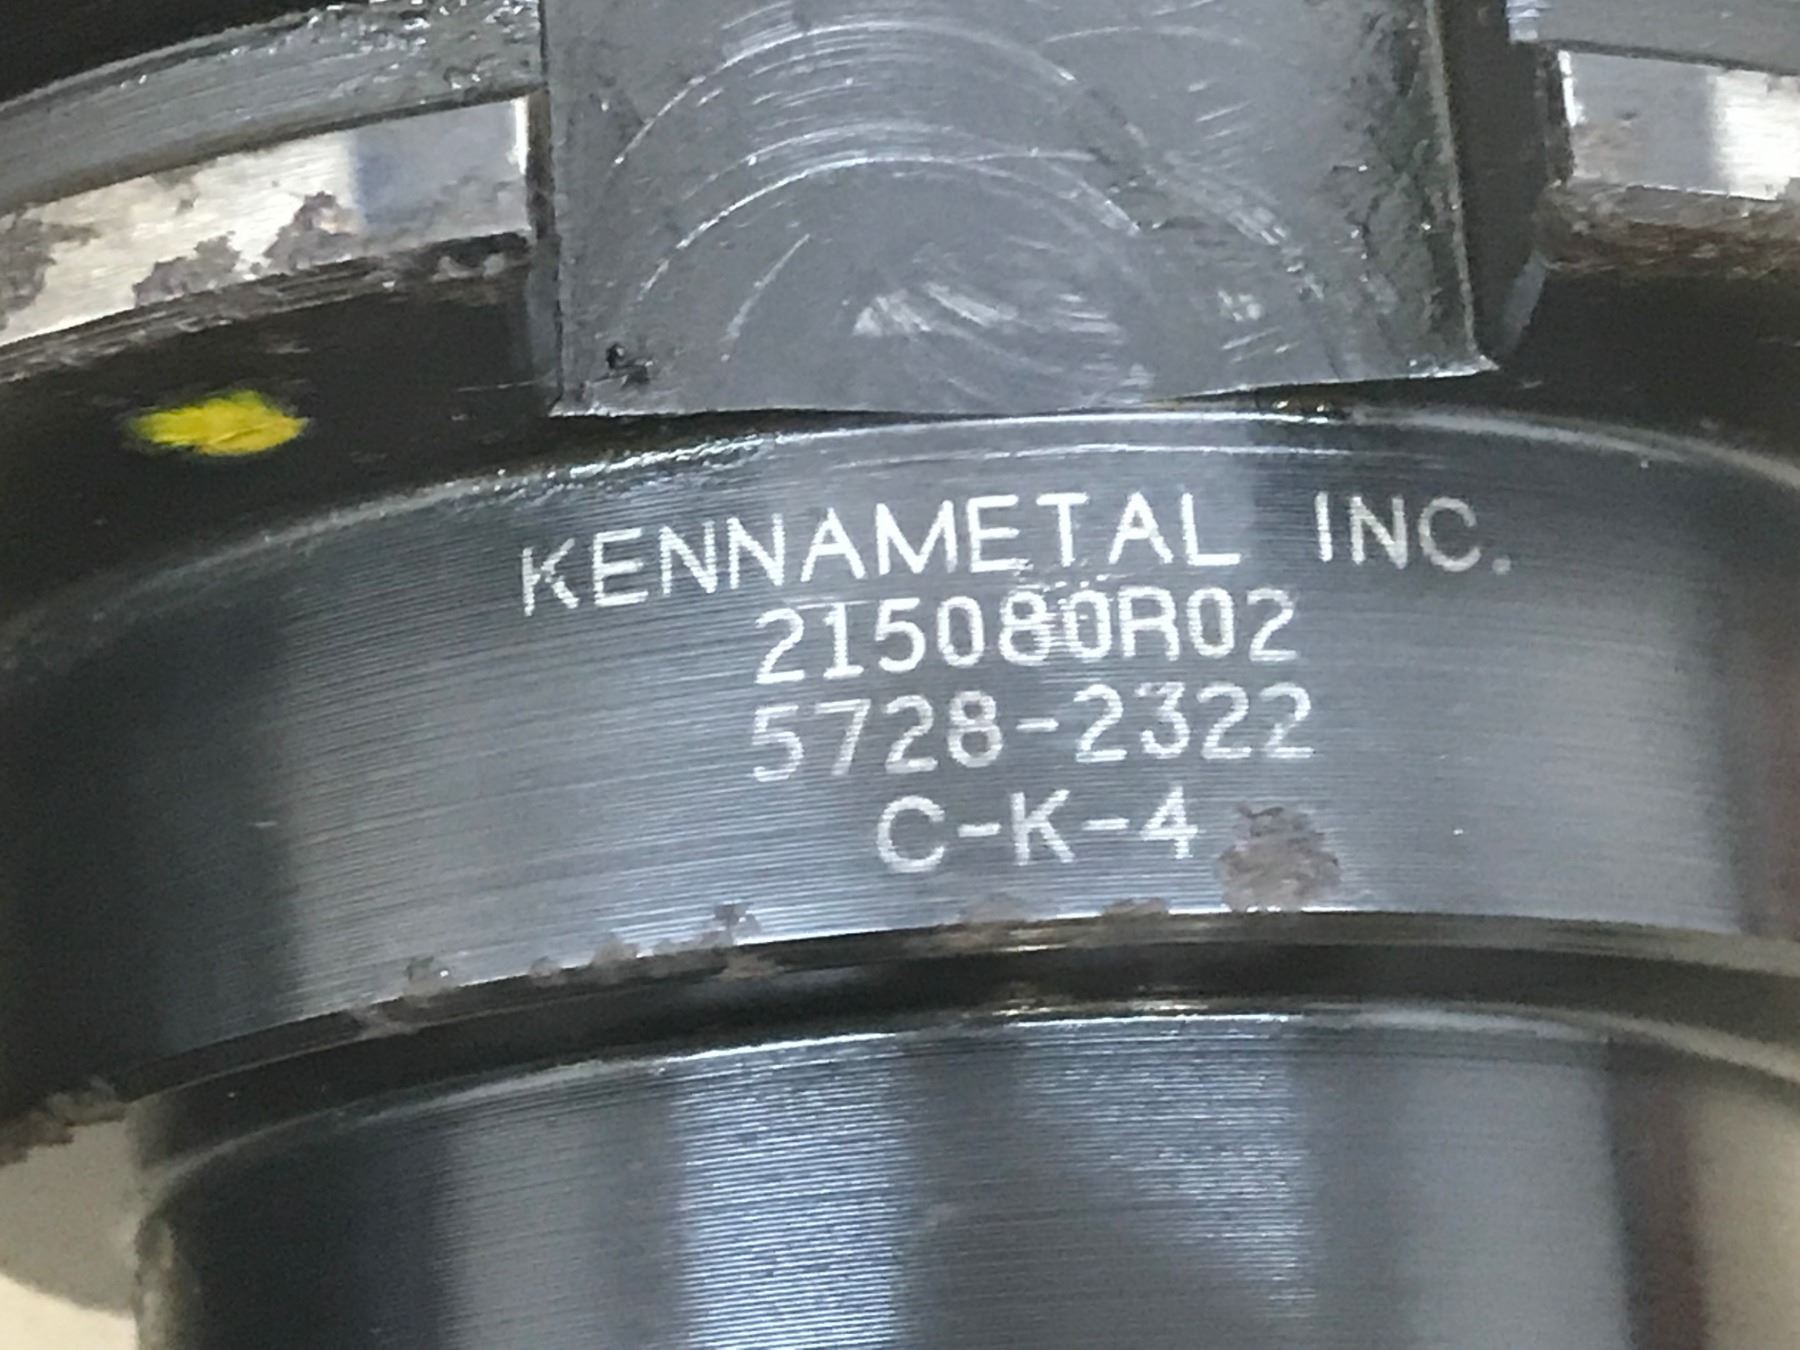 KENNAMETAL INC.
215080R02
5728-2322
C-K-4